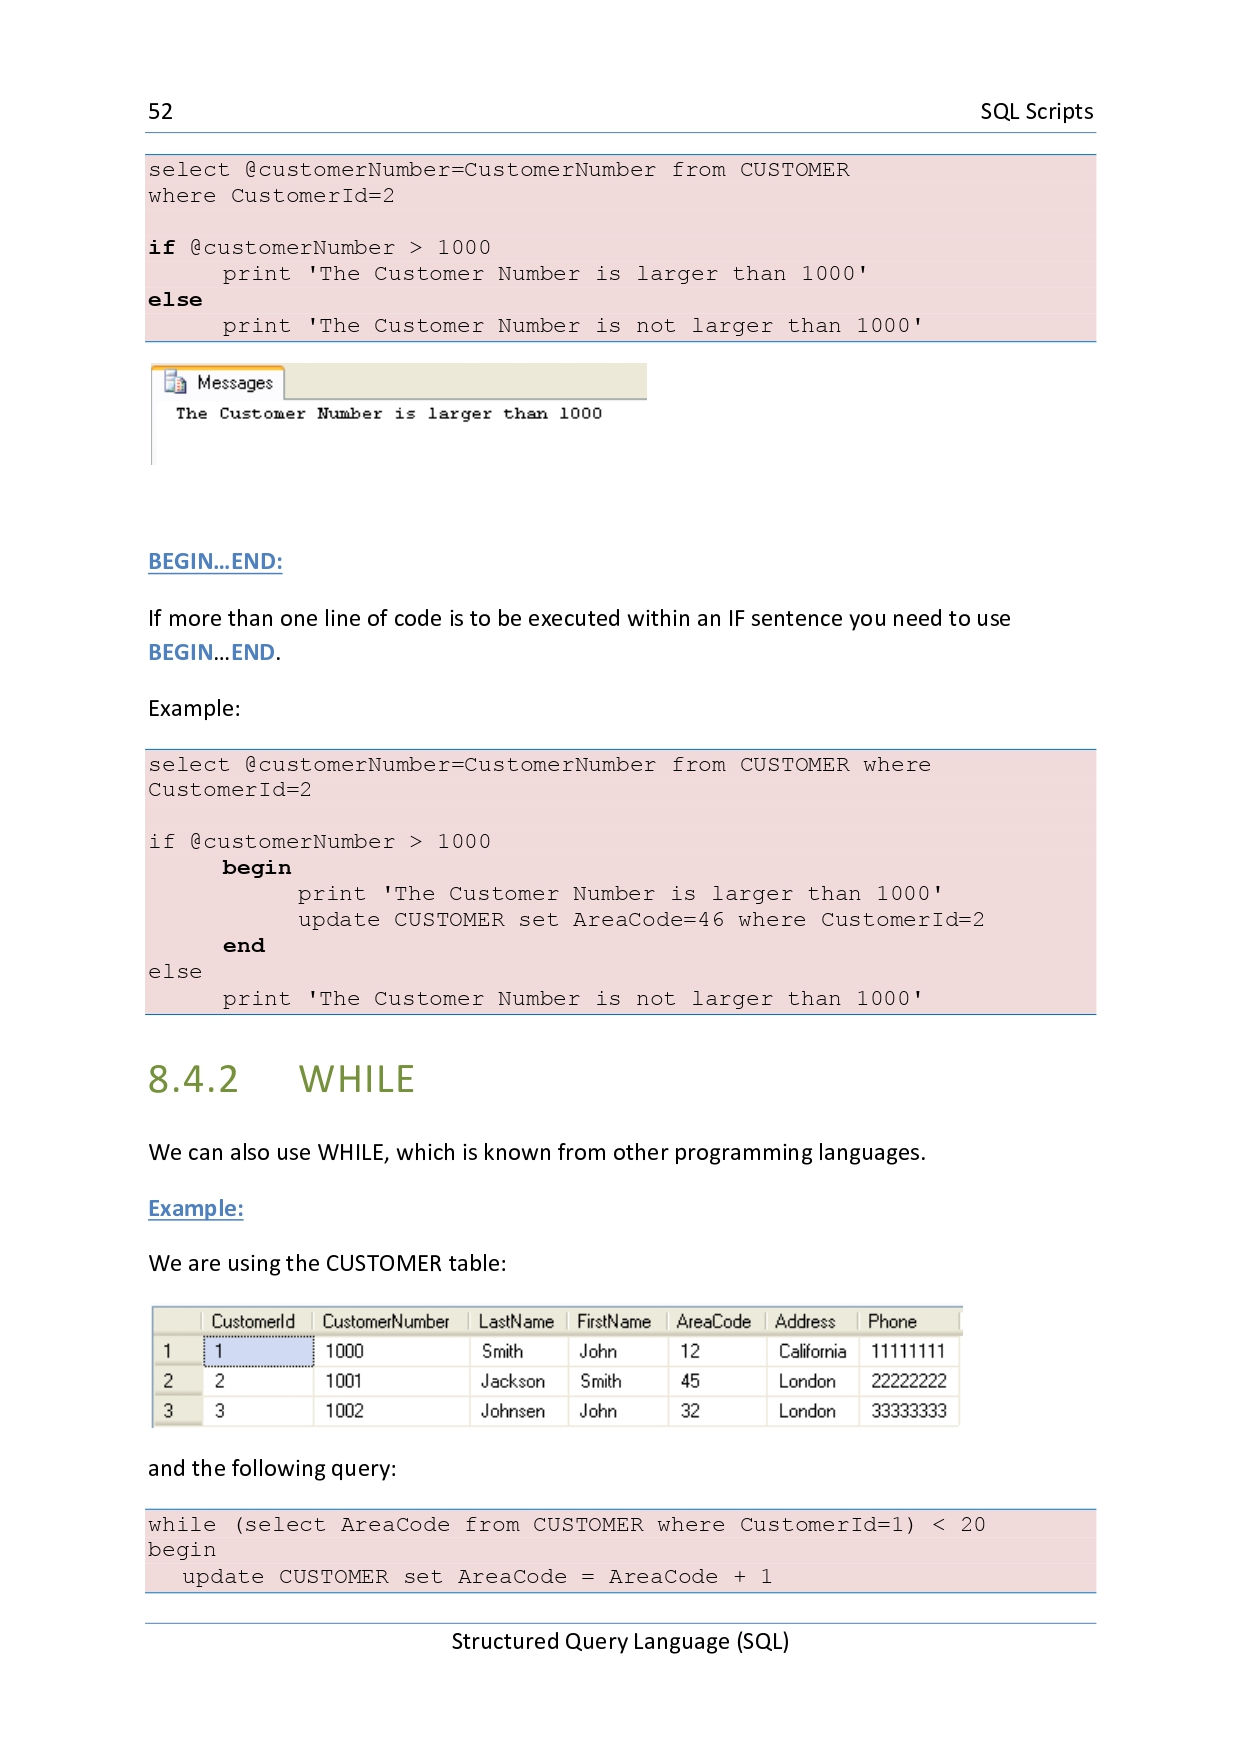 52 SQL Scripts
select @customerNumber=CustomerNumber from CUSTOMER
where CustomerId=2
if @customerNumber > 1000
print 'The Customer Number is larger than 1000'
else
print 'The Customer Number is not larger than 1000'
Messages
The Customer Number is larger than 1000
BEGIN…END:
If more than one line of code is to be executed within an IF sentence you need to use
BEGIN…END.
Example:
select @customerNumber=CustomerNumber from CUSTOMER where
CustomerId=2
if @customerNumber > 1000
begin
print 'The Customer Number is larger than 1000'
update CUSTOMER set AreaCode=46 where CustomerId=2
end
else
print 'The Customer Number is not larger than 1000'
8.4.2 WHILE
We can also use WHILE, which is known from other programming languages.
Example:
We are using the CUSTOMER table:
CustomerId CustomerNumber LastName FirstName AreaCode Address Phone
1 1 1000 Smith John 12 California 11111111
2 2 1001 Jackson Smith 45 London 22222222
3 3 1002 Johnsen John 32 London 33333333
and the following query:
while (select AreaCode from CUSTOMER where CustomerId=1) < 20
begin
update CUSTOMER set AreaCode = AreaCode + 1
Structured Query Language (SQL)